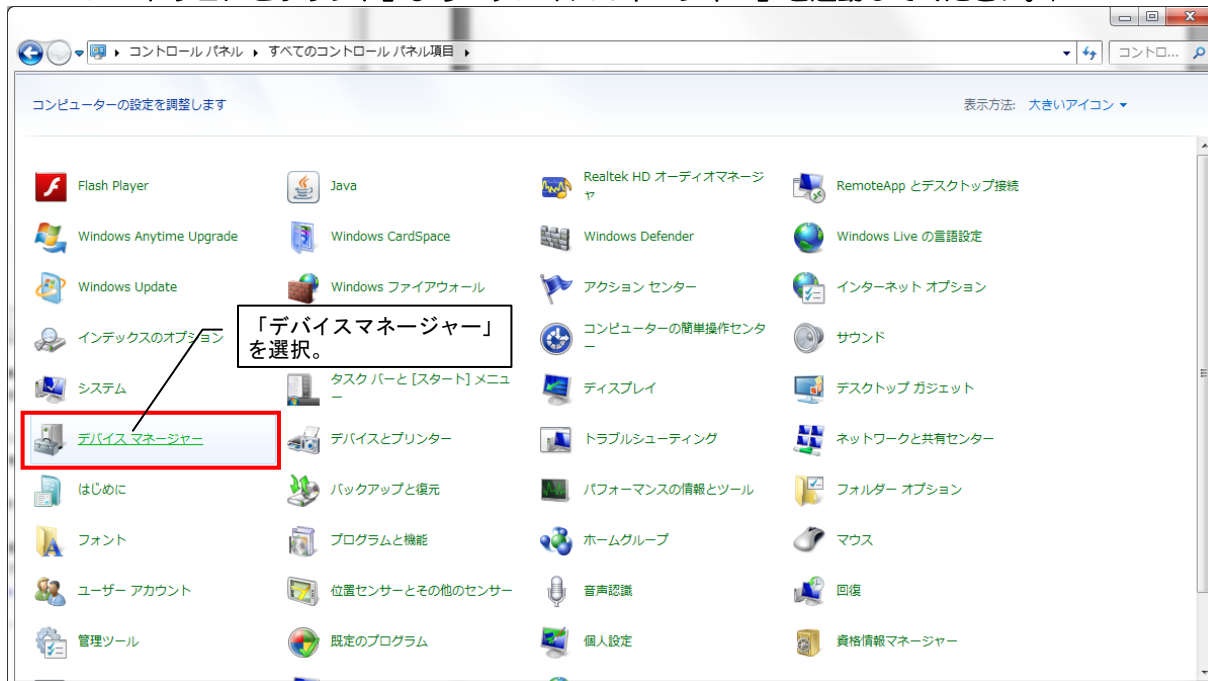 コントロール パネル ▸ すべてのコントロール パネル項目 ▸
コントロ...
コンピューターの設定を調整します
表示方法: 大きいアイコン
Flash Player
Java
Realtek HD オーディオマネージ
ャ
RemoteApp とデスクトップ接続
Windows Anytime Upgrade
Windows CardSpace
Windows Defender
Windows Live の言語設定
Windows Update
Windows ファイアウォール
アクション センター
インターネット オプション
インデックスのオプション
「デバイスマネージャー」
を選択。
コンピューターの簡単操作センタ
ー
サウンド
システム
タスク バーと [スタート] メニュ
ー
ディスプレイ
デスクトップ ガジェット
デバイス マネージャー
デバイスとプリンター
トラブルシューティング
ネットワークと共有センター
はじめに
バックアップと復元
パフォーマンスの情報とツール
フォルダー オプション
フォント
プログラムと機能
ホームグループ
マウス
ユーザー アカウント
位置センサーとその他のセンサー
音声認識
回復
管理ツール
既定のプログラム
個人設定
資格情報マネージャー